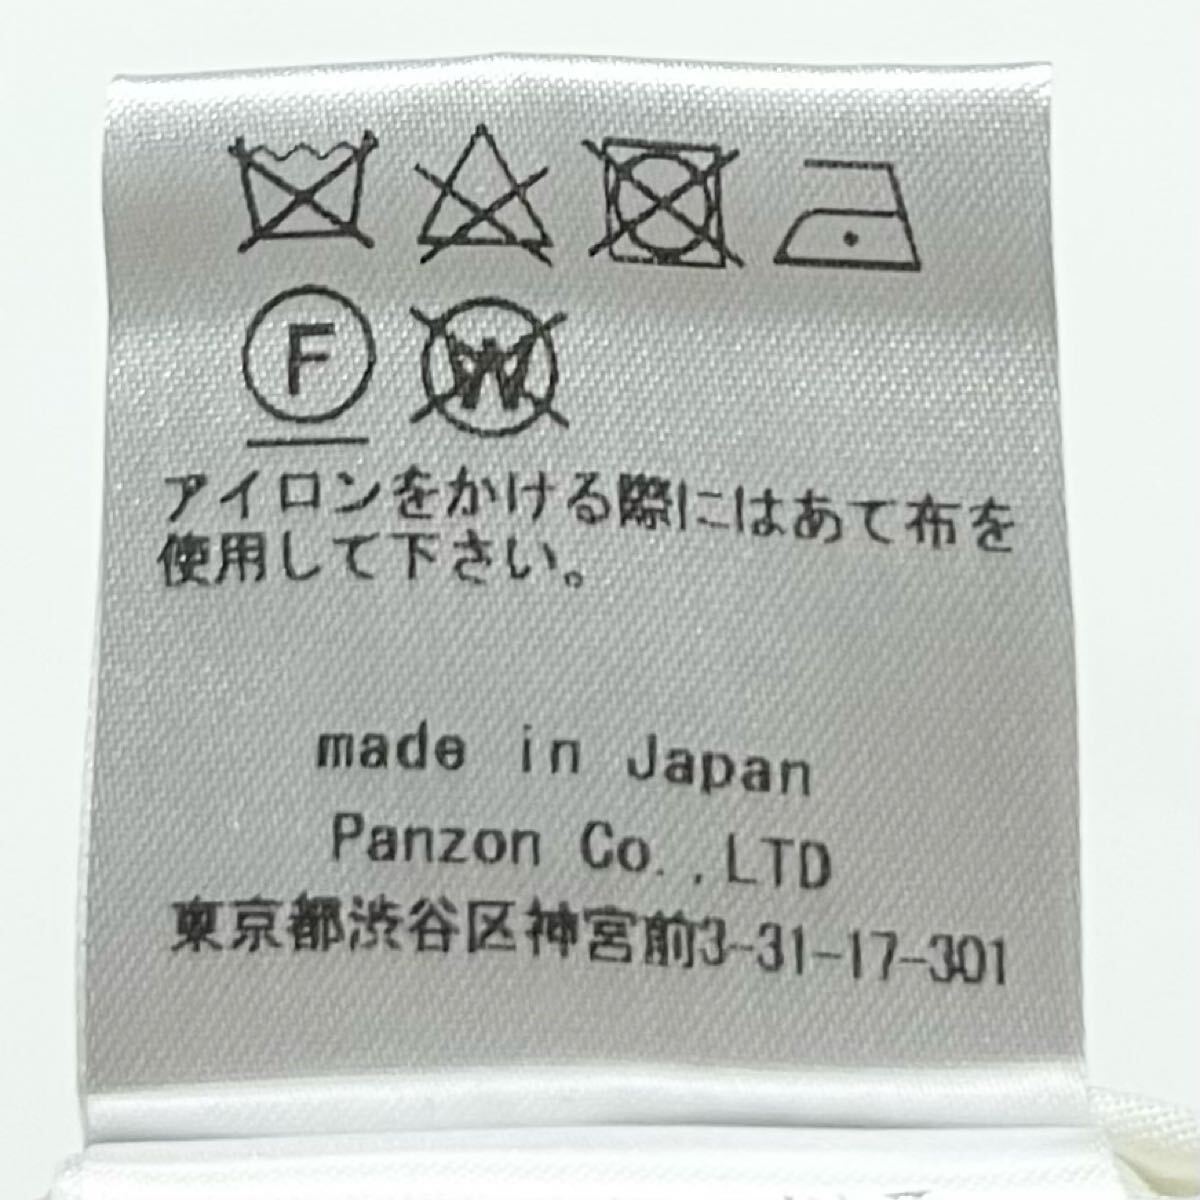 F W
アイロンをかける際にはあて布を
使用して下さい。
made in Japan
Panzon Co.,LTD
東京都渋谷区神宮前3-31-17-301